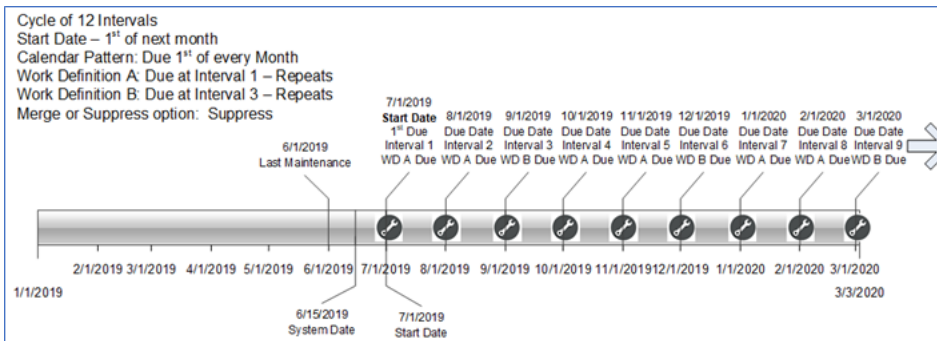 Cycle of 12 Intervals
Start Date – 1st of next month
Calendar Pattern: Due 1st of every Month
Work Definition A: Due at Interval 1 – Repeats
Work Definition B: Due at Interval 3 – Repeats
Merge or Suppress option: Suppress
6/1/2019
Last Maintenance
7/1/2019
Start Date
1st Due
Interval 1
WD A Due
8/1/2019
Due Date
Interval 2
WD A Due
9/1/2019
Due Date
Interval 3
WD B Due
10/1/2019
Due Date
Interval 4
WD A Due
11/1/2019
Due Date
Interval 5
WD A Due
12/1/2019
Due Date
Interval 6
WD B Due
1/1/2020
Due Date
Interval 7
WD A Due
2/1/2020
Due Date
Interval 8
WD A Due
3/1/2020
Due Date
Interval 9
WD B Due
2/1/2019 3/1/2019 4/1/2019 5/1/2019 6/1/2019 7/1/2019 8/1/2019 9/1/2019 10/1/2019 11/1/2019 12/1/2019 1/1/2020 2/1/2020 3/1/2020
1/1/2019 3/3/2020
6/15/2019
System Date
7/1/2019
Start Date